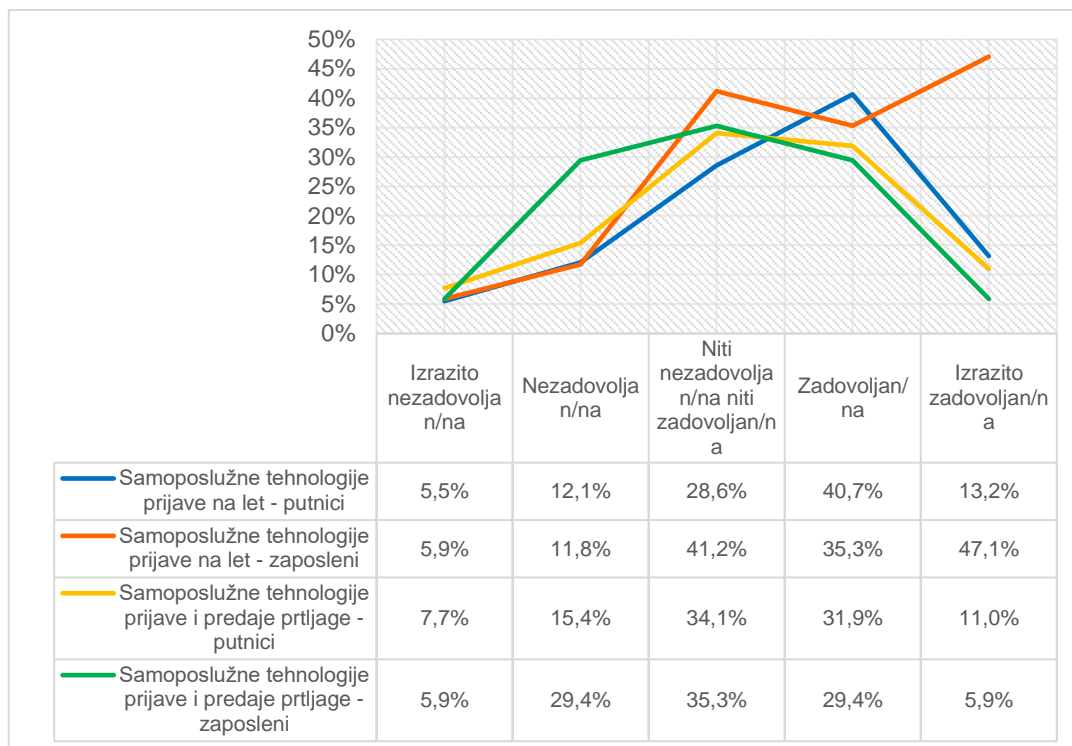 50%
45%
40%
35%
30%
25%
20%
15%
10%
5%
0%
Izrazito
nezadovolja
n/na
Nezadovolja
n/na
Niti
nezadovolja
n/na niti
zadovoljan/n
a
Zadovoljan/
na
Izrazito
zadovoljan/n
a
Samoposlužne tehnologije
prijave na let - putnici
5,5% 12,1% 28,6% 40,7% 13,2%
Samoposlužne tehnologije
prijave na let - zaposleni
5,9% 11,8% 41,2% 35,3% 47,1%
Samoposlužne tehnologije
prijave i predaje prtljage -
putnici
7,7% 15,4% 34,1% 31,9% 11,0%
Samoposlužne tehnologije
prijave i predaje prtljage -
zaposleni
5,9% 29,4% 35,3% 29,4% 5,9%